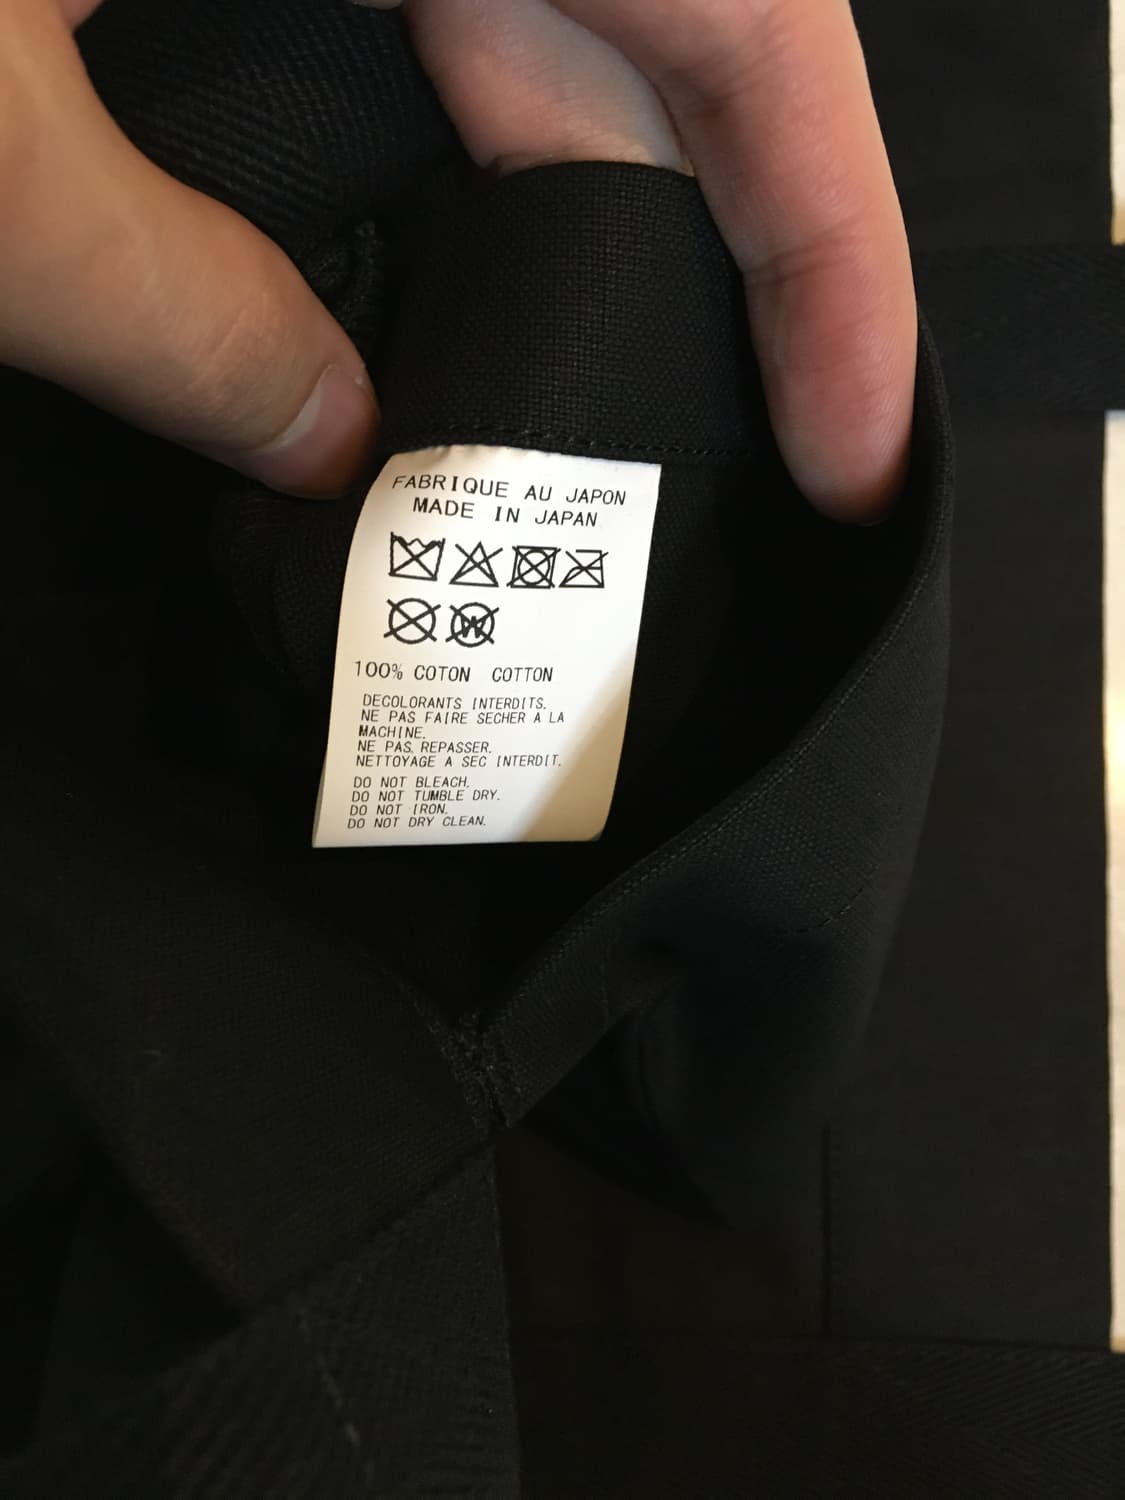 FABRIQUE AU JAPON
MADE IN JAPAN
W
100% COTON COTTON
DECOLORANTS INTERDITS.
NE PAS FAIRE SECHER A LA
MACHINE.
NE PAS. REPASSER.
NETTOYAGE A SEC INTERDIT.
DO NOT BLEACH.
DO NOT TUMBLE DRY.
DO NOT IRON.
DO NOT DRY CLEAN.